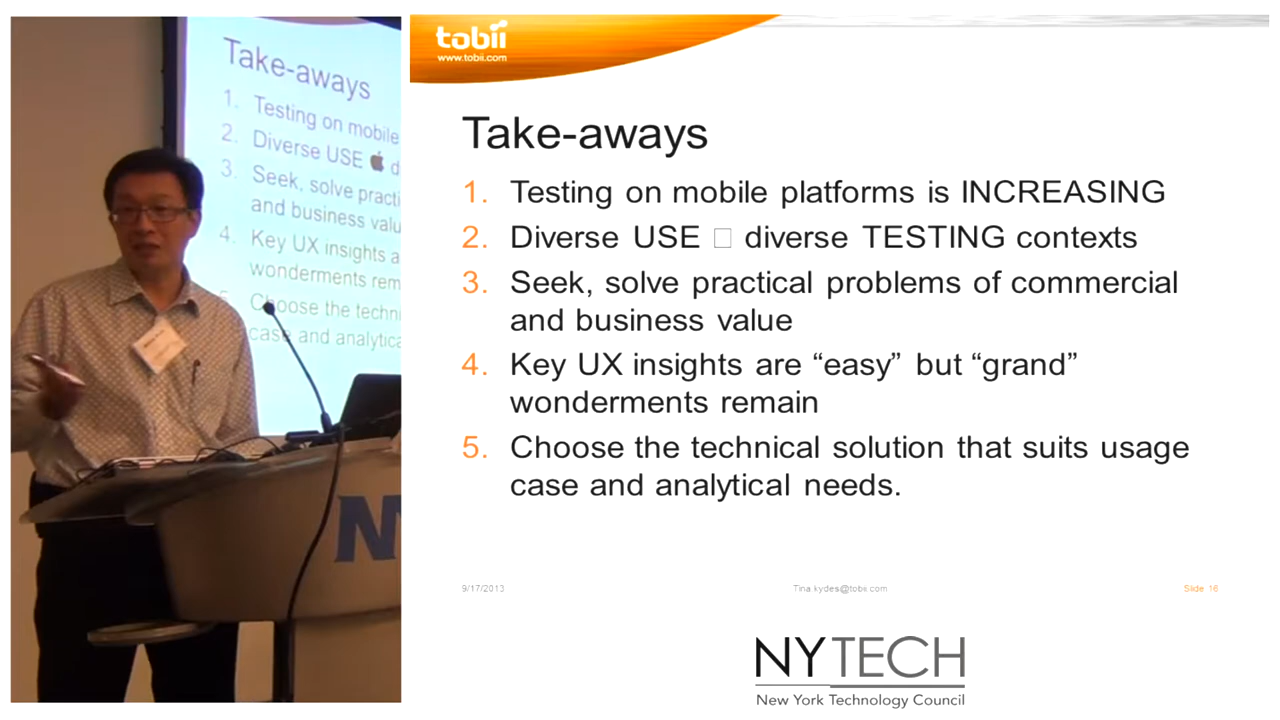 Take-aways
1. Testing on mobile
2. Diverse USE d
3. Seek, solve practi
and business valu
4. Key UX insights a
wonderments rem
Choose the techni
case and analytica
NY
tobii
www.tobii.com
Take-aways
1. Testing on mobile platforms is INCREASING
2. Diverse USE □ diverse TESTING contexts
3. Seek, solve practical problems of commercial
and business value
4. Key UX insights are “easy” but “grand”
wonderments remain
5. Choose the technical solution that suits usage
case and analytical needs.
9/17/2013
Tina.kydes@tobii.com
Slide 16
NYTECH
New York Technology Council